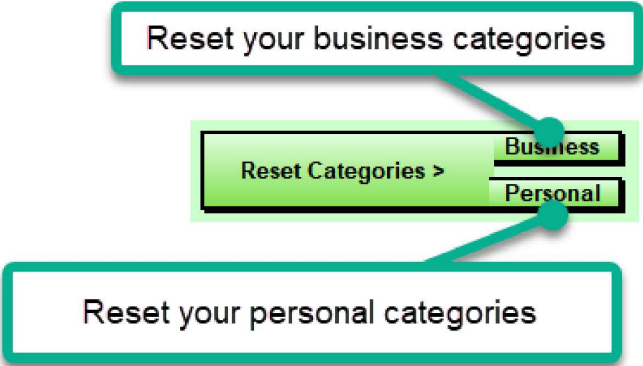 Reset your business categories
Business
Reset Categories >
Personal
Reset your personal categories